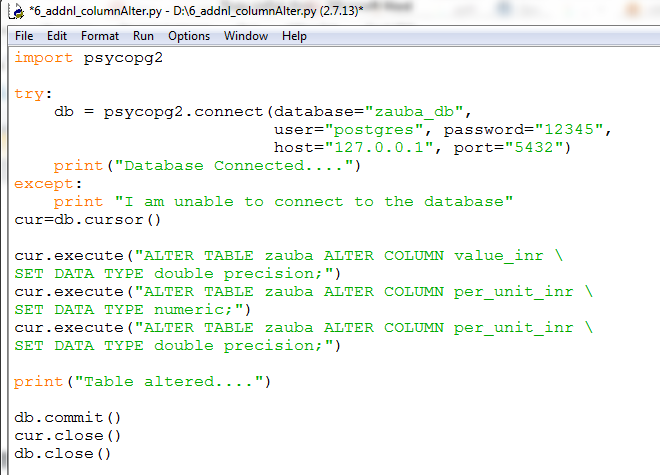 *6_addnl_columnAlter.py - D:\6_addnl_columnAlter.py (2.7.13)*
File Edit Format Run Options Window Help
import psycopg2
try:
    db = psycopg2.connect(database="zauba_db",
                          user="postgres", password="12345",
                          host="127.0.0.1", port="5432")
    print("Database Connected....")
except:
    print "I am unable to connect to the database"
cur=db.cursor()
cur.execute("ALTER TABLE zauba ALTER COLUMN value_inr \
SET DATA TYPE double precision;")
cur.execute("ALTER TABLE zauba ALTER COLUMN per_unit_inr \
SET DATA TYPE numeric;")
cur.execute("ALTER TABLE zauba ALTER COLUMN per_unit_inr \
SET DATA TYPE double precision;")
print("Table altered....")
db.commit()
cur.close()
db.close()